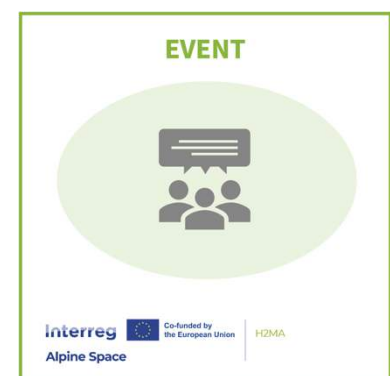 EVENT
Interreg
Co-funded by
the European Union
H2MA
Alpine Space